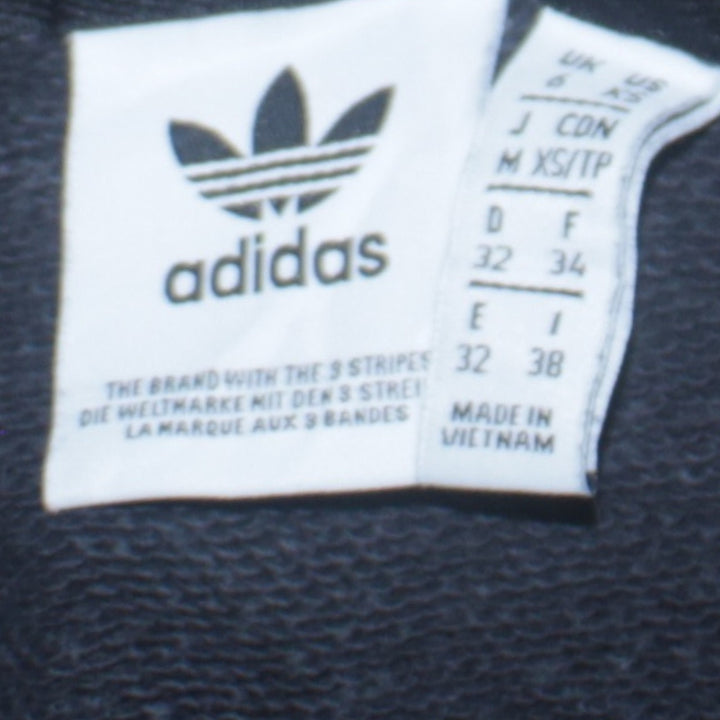 adidas
THE BRAND WITH THE 3 STRIPES
DIE WELTMARKE MIT DEN 3 STREI
LA MARQUE AUX 3 BANDES
UK US
6 XS
J CDN
M XS/TP
D F
32 34
E I
32 38
MADE IN
VIETNAM